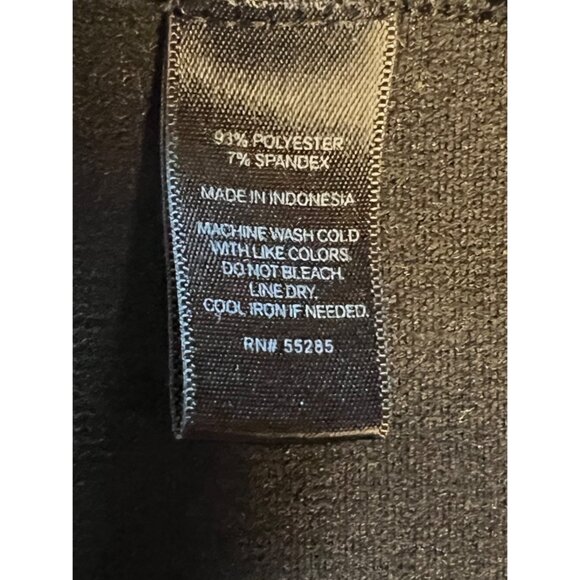 93% POLYESTER
7% SPANDEX
MADE IN INDONESIA
MACHINE WASH COLD
WITH LIKE COLORS.
DO NOT BLEACH.
LINE DRY.
COOL IRON IF NEEDED.
RN# 55285